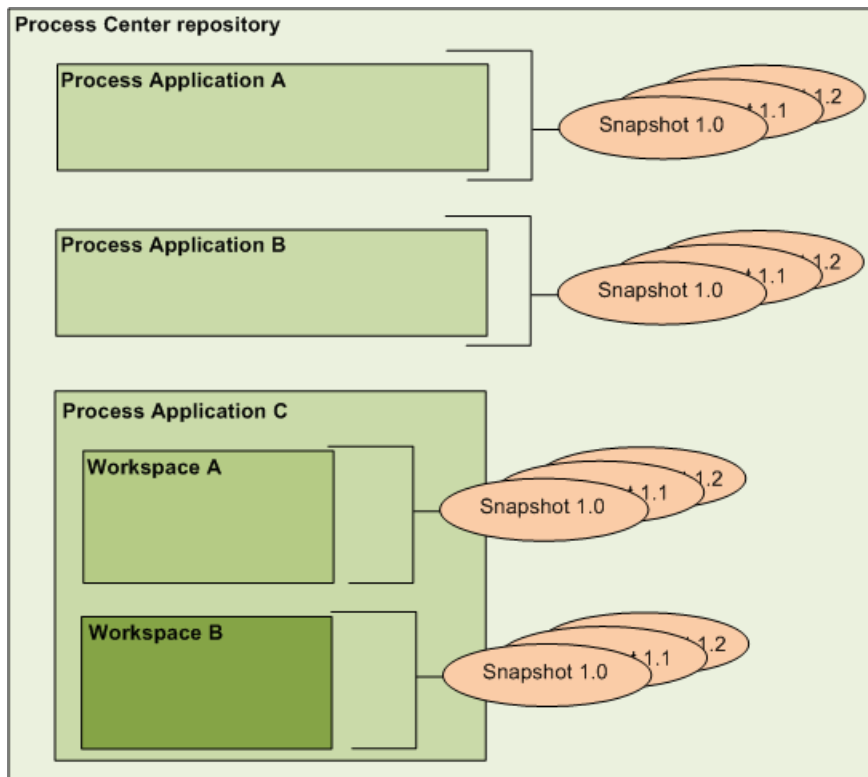 Process Center repository
Process Application A
Snapshot 1.0
1.1
1.2
Process Application B
Snapshot 1.0
1.1
1.2
Process Application C
Workspace A
Snapshot 1.0
1.1
1.2
Workspace B
Snapshot 1.0
1.1
1.2